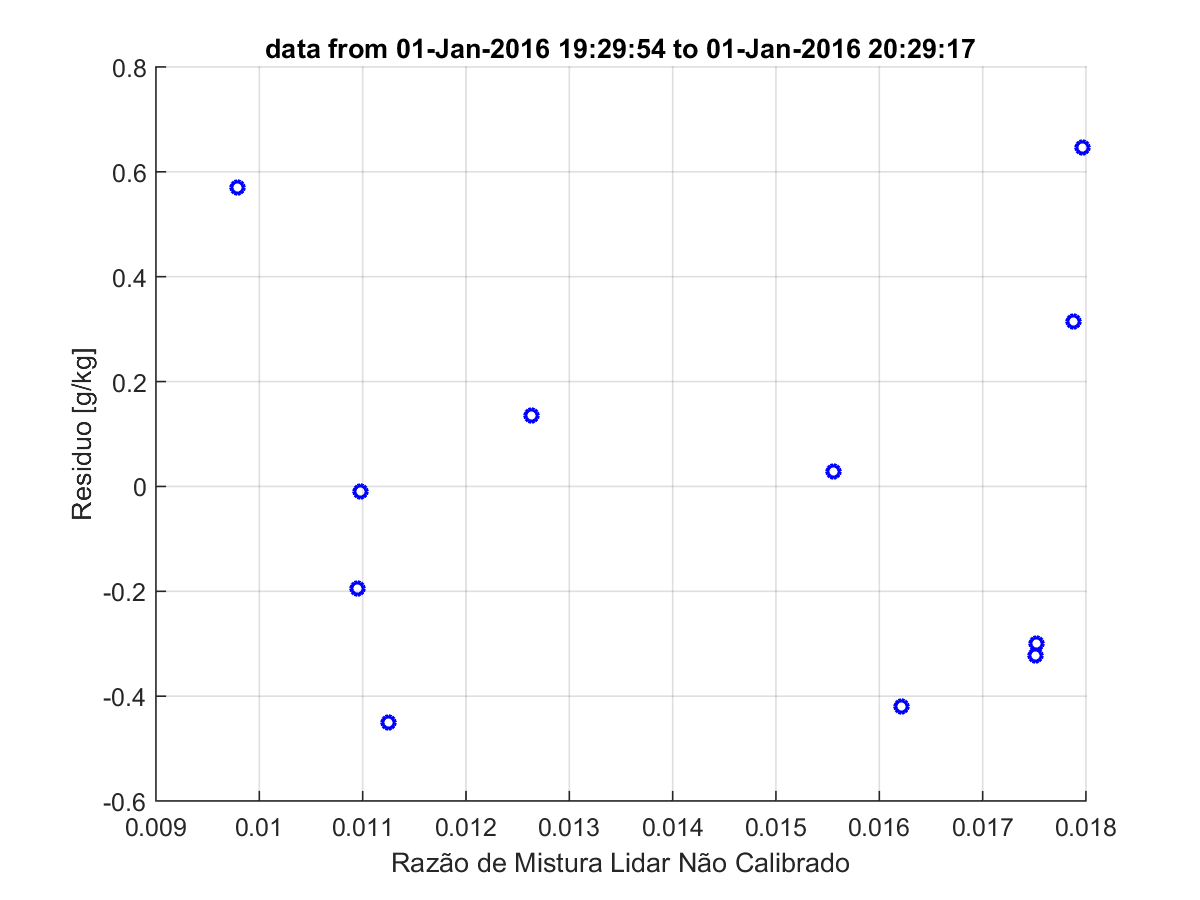 data from 01-Jan-2016 19:29:54 to 01-Jan-2016 20:29:17
0.8
0.6
0.4
0.2
0
-0.2
-0.4
-0.6
Residuo [g/kg]
0.009 0.01 0.011 0.012 0.013 0.014 0.015 0.016 0.017 0.018
Razão de Mistura Lidar Não Calibrado